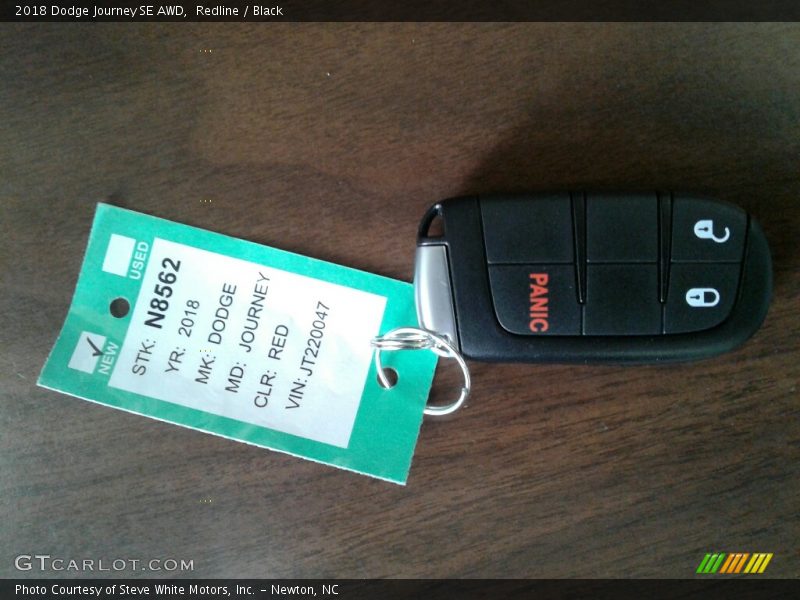 2018 Dodge Journey SE AWD,  Redline / Black
USED
NEW
STK: N8562
YR: 2018
MK: DODGE
MD: JOURNEY
CLR: RED
VIN: JT220047
PANIC
GTCARLOT.COM
Photo Courtesy of Steve White Motors, Inc. – Newton, NC